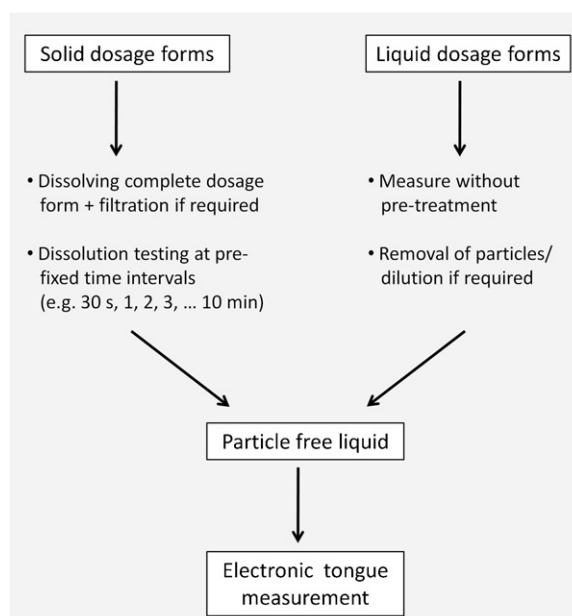 Solid dosage forms
Liquid dosage forms
• Dissolving complete dosage
form + filtration if required
• Dissolution testing at pre-
fixed time intervals
(e.g. 30 s, 1, 2, 3, ... 10 min)
• Measure without
pre-treatment
• Removal of particles/
dilution if required
Particle free liquid
Electronic tongue
measurement